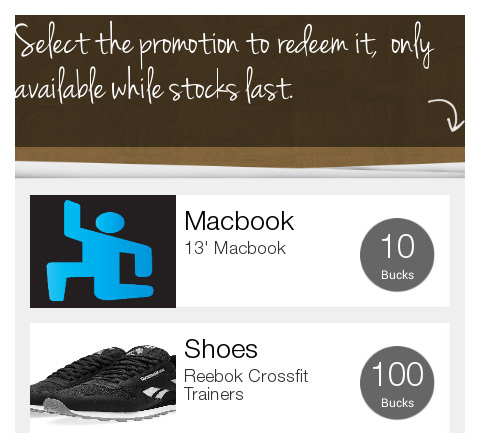 Select the promotion to redeem it, only
available while stocks last.
Macbook
13' Macbook
10
Bucks
Shoes
Reebok Crossfit
Trainers
100
Bucks